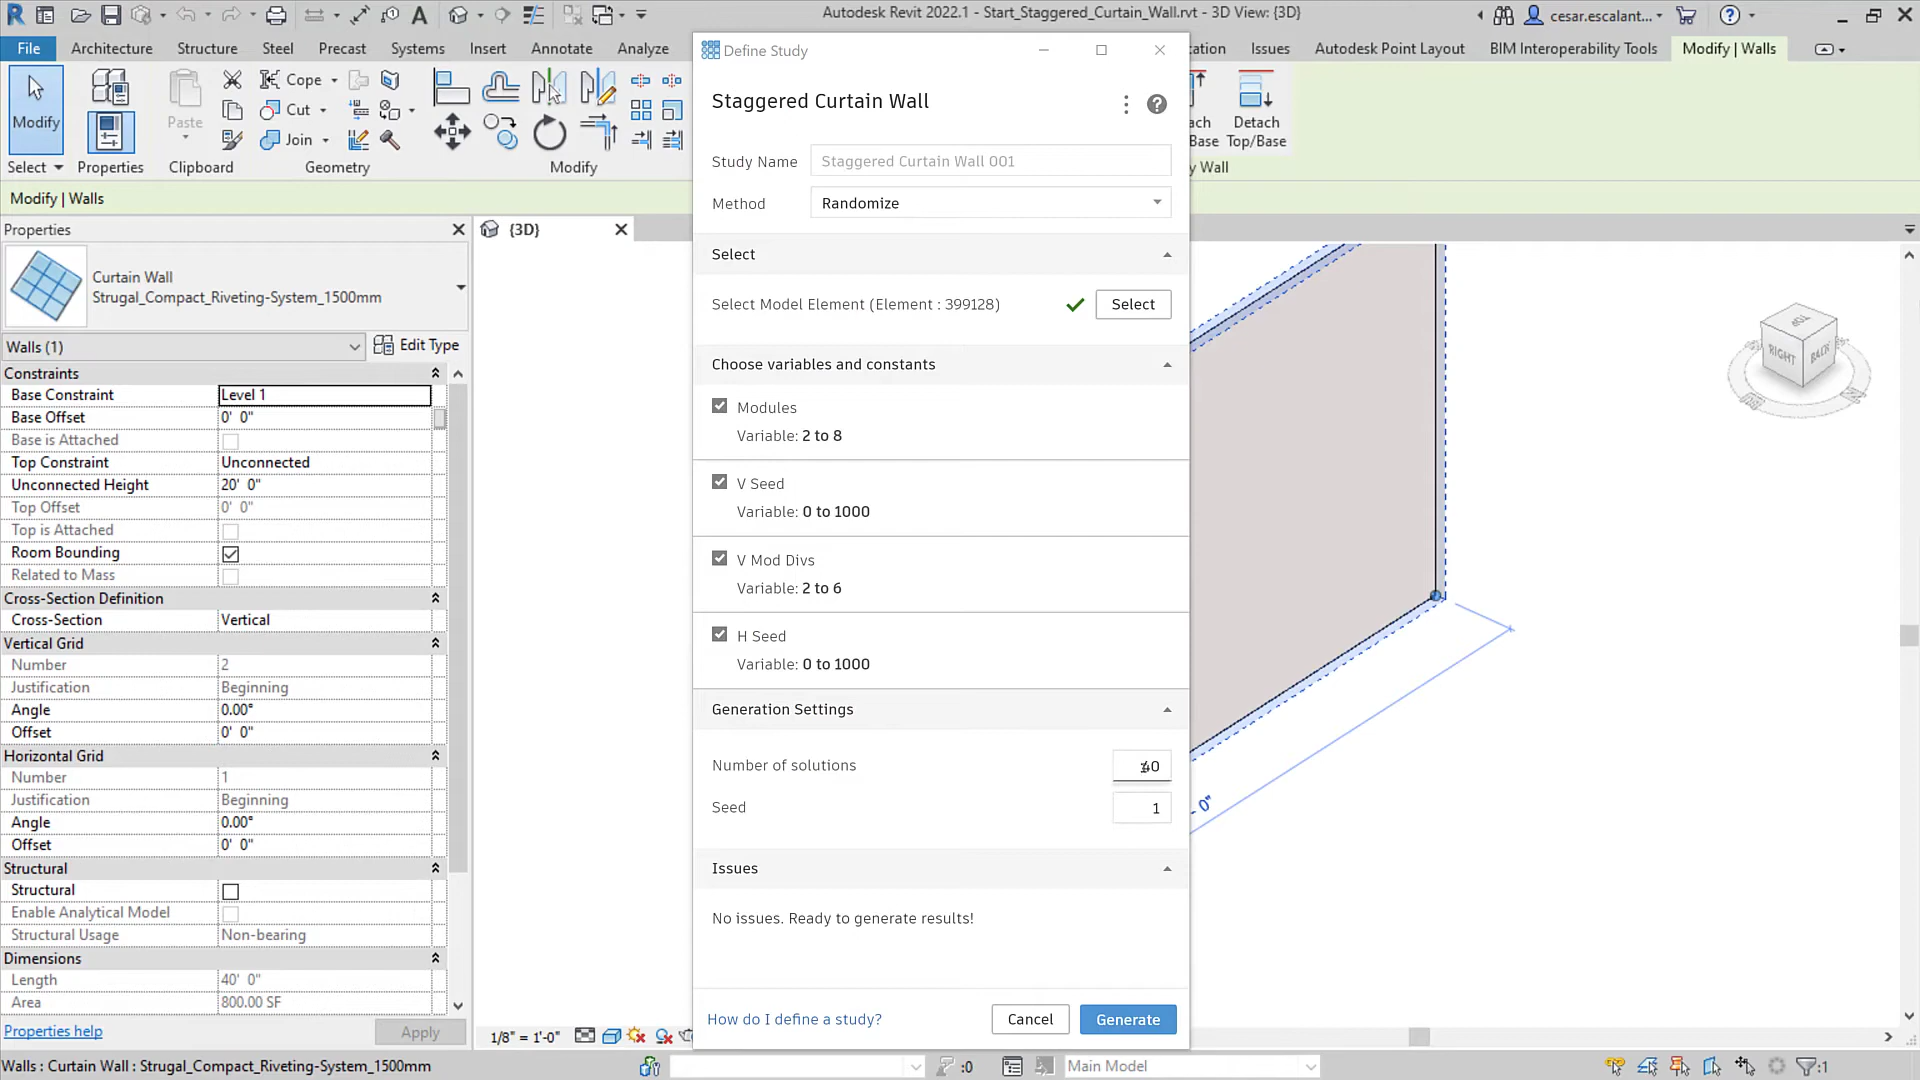 Autodesk Revit 2022.1 - Start_Staggered_Curtain_Wall.rvt - 3D View: {3D}
cesar.escalant...
File
Architecture
Structure
Steel
Precast
Systems
Insert
Annotate
Analyze
Issues
Autodesk Point Layout
BIM Interoperability Tools
Modify | Walls
Modify
Select
Properties
Paste
Clipboard
Cope
Cut
Join
Geometry
Modify
Detach
Top/Base
Base
Wall
Modify | Walls
Properties
Curtain Wall
Strugal_Compact_Riveting-System_1500mm
Walls (1)
Edit Type
Constraints
Base Constraint Level 1
Base Offset 0' 0"
Base is Attached
Top Constraint Unconnected
Unconnected Height 20' 0"
Top Offset 0' 0"
Top is Attached
Room Bounding
Related to Mass
Cross-Section Definition
Cross-Section Vertical
Vertical Grid
Number 2
Justification Beginning
Angle 0.00°
Offset 0' 0"
Horizontal Grid
Number 1
Justification Beginning
Angle 0.00°
Offset 0' 0"
Structural
Structural
Enable Analytical Model
Structural Usage Non-bearing
Dimensions
Length 40' 0"
Area 800.00 SF
Properties help
Apply
{3D}
Define Study
Staggered Curtain Wall
Study Name Staggered Curtain Wall 001
Method Randomize
Select
Select Model Element (Element : 399128)
Select
Choose variables and constants
Modules
Variable: 2 to 8
V Seed
Variable: 0 to 1000
V Mod Divs
Variable: 2 to 6
H Seed
Variable: 0 to 1000
Generation Settings
Number of solutions
Seed 1
Issues
No issues. Ready to generate results!
How do I define a study?
Cancel
Generate
TOP
RIGHT
BACK
- 0"
1/8" = 1'-0"
Walls : Curtain Wall : Strugal_Compact_Riveting-System_1500mm
:0
Main Model
:1